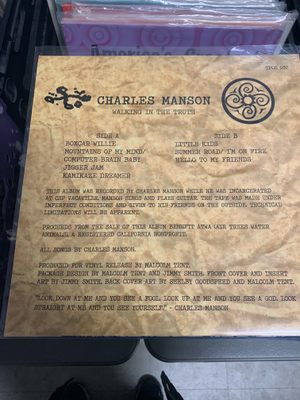 America's
CHARLES MANSON
WALKING IN THE TRUTH
SIDE A
BOXCAR WILLIE
MOUNTAINS OF MY MIND/
COMPUTER BRAIN BABY
JIGGER JAM
KAMIKAZE DREAMER
SIDE B
LITTLE KIDS
SUMMER ROAD/I'M ON FIRE
HELLO TO MY FRIENDS
THIS ALBUM WAS RECORDED BY CHARLES MANSON WHILE HE WAS INCARCERATED
AT CSP VACAVILLE. MANSON SINGS AND PLAYS GUITAR. THE TAPE WAS MADE UNDER
IMPERFECT CONDITIONS AND GIVEN TO HIS FRIENDS ON THE OUTSIDE. TECHNICAL
LIMITATIONS WILL BE APPARENT.
PROCEEDS FROM THE SALE OF THIS ALBUM BENEFIT ATWA (AIR TREES WATER
ANIMALS), A REGISTERED CALIFORNIA NONPROFIT.
ALL SONGS BY CHARLES MANSON.
PRODUCED FOR VINYL RELEASE BY MALCOLM TENT.
PACKAGE DESIGN BY MALCOLM TENT AND JIMMY SMITH. FRONT COVER AND INSERT
ART BY JIMMY SMITH. BACK COVER ART BY SHELBY GOODSPEED AND MALCOLM TENT.
"LOOK DOWN AT ME AND YOU SEE A FOOL. LOOK UP AT ME AND YOU SEE A GOD. LOOK
STRAIGHT AT ME AND YOU SEE YOURSELF." - CHARLES MANSON